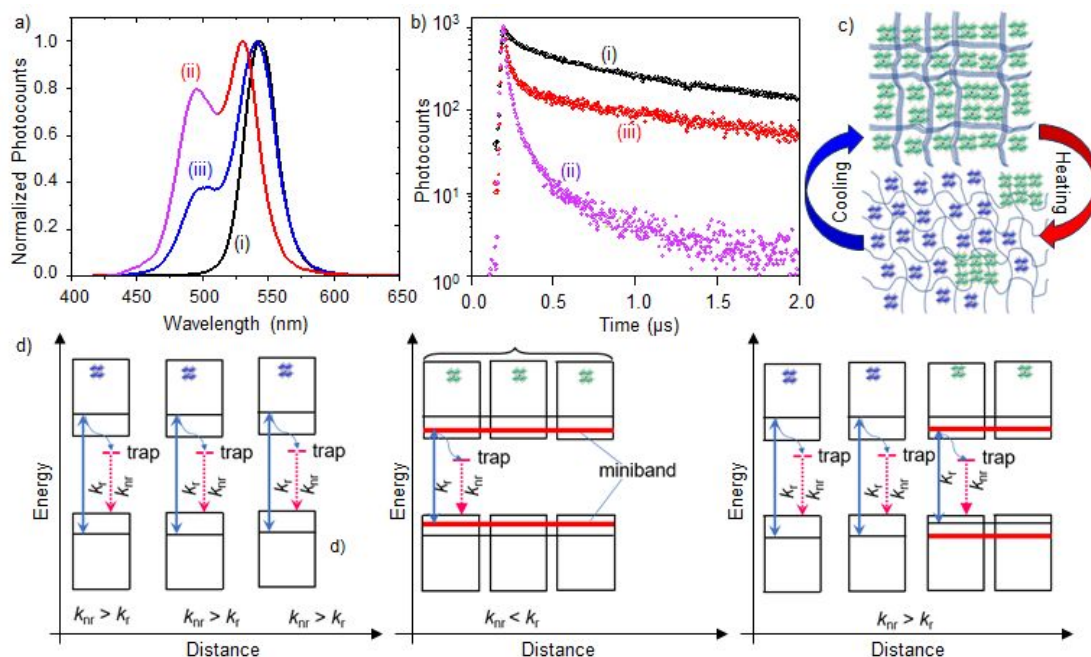 a)
Normalized Photocounts
1.0
0.8
0.6
0.4
0.2
0.0
(ii)
(iii)
(i)
400 450 500 550 600 650
Wavelength (nm)
b)
Photocounts
10³
10²
10¹
10⁰
(i)
(iii)
(ii)
0.0 0.5 1.0 1.5 2.0
Time (µs)
c)
Cooling
Heating
d)
Energy
trap trap trap
kr knr kr knr kr knr
d)
knr > kr knr > kr knr > kr
Distance
Energy
trap
kr knr
miniband
knr < kr
Distance
Energy
trap trap trap
kr knr kr knr kr knr
knr > kr
Distance